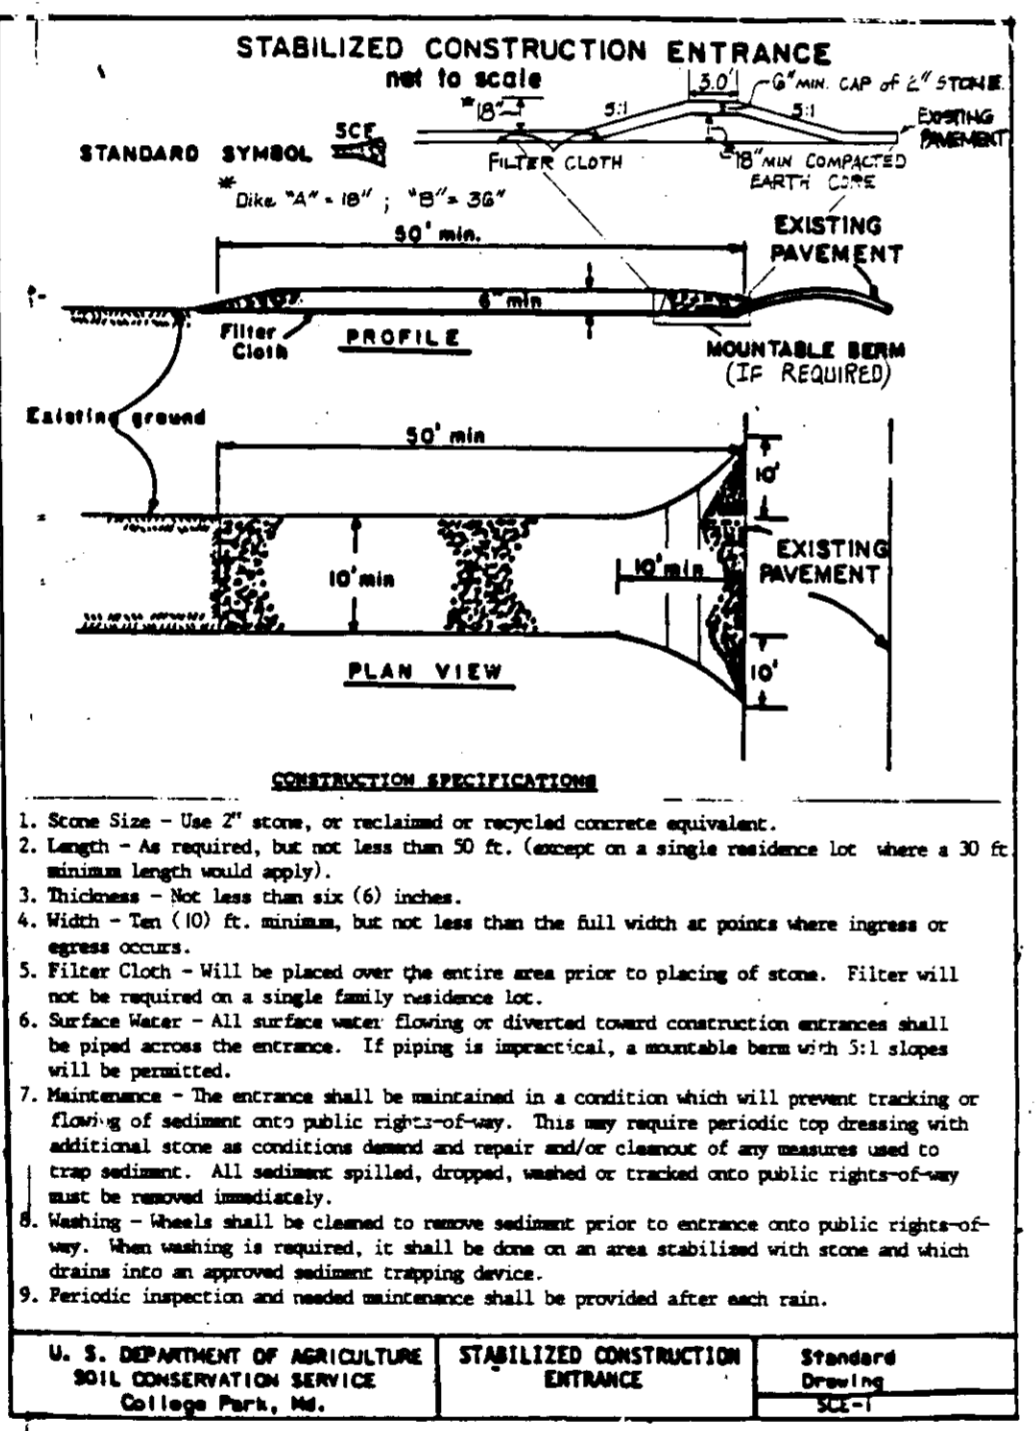 STABILIZED CONSTRUCTION ENTRANCE
not to scale
3.0'
6" MIN. CAP of 2" STONE.
* 18"
5:1
5:1
EXISTING
PAVEMENT
SCE
STANDARD SYMBOL
FILTER CLOTH
*18" MIN COMPACTED
EARTH CORE
*
Dike "A" = 18" ; "B" = 36"
50' min.
EXISTING
PAVEMENT
6" min
Filter
Cloth
PROFILE
MOUNTABLE BERM
(IF REQUIRED)
Existing ground
50' min
10'
10' min
10' min
EXISTING
PAVEMENT
PLAN VIEW
10'
CONSTRUCTION SPECIFICATIONS
1. Stone Size - Use 2" stone, or reclaimed or recycled concrete equivalent.
2. Length - As required, but not less than 50 ft. (except on a single residence lot where a 30 ft.
minimum length would apply).
3. Thickness - Not less than six (6) inches.
4. Width - Ten (10) ft. minimum, but not less than the full width at points where ingress or
egress occurs.
5. Filter Cloth - Will be placed over the entire area prior to placing of stone. Filter will
not be required on a single family residence lot.
6. Surface Water - All surface water flowing or diverted toward construction entrances shall
be piped across the entrance. If piping is impractical, a mountable berm with 5:1 slopes
will be permitted.
7. Maintenance - The entrance shall be maintained in a condition which will prevent tracking or
flowing of sediment onto public rights-of-way. This may require periodic top dressing with
additional stone as conditions demand and repair and/or cleanout of any measures used to
trap sediment. All sediment spilled, dropped, washed or tracked onto public rights-of-way
must be removed immediately.
8. Washing - Wheels shall be cleaned to remove sediment prior to entrance onto public rights-of-
way. When washing is required, it shall be done on an area stabilized with stone and which
drains into an approved sediment trapping device.
9. Periodic inspection and needed maintenance shall be provided after each rain.
U. S. DEPARTMENT OF AGRICULTURE
SOIL CONSERVATION SERVICE
College Park, Md.
STABILIZED CONSTRUCTION
ENTRANCE
Standard
Drawing
SCE-1